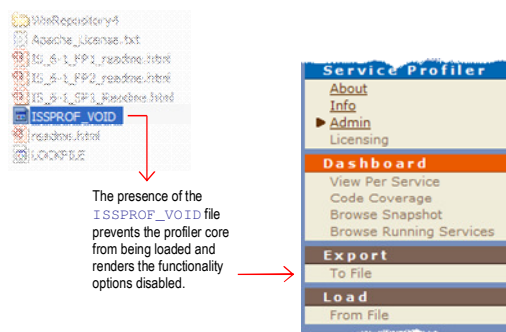 WmRepository4
Apache_License.txt
IS_6-1_FP1_readme.html
IS_6-1_FP2_readme.html
IS_6-1_SP1_Readme.html
ISSPROF_VOID
readme.html
LOCKFILE
The presence of the
ISSPROF_VOID file
prevents the profiler core
from being loaded and
renders the functionality
options disabled.
Service Profiler
About
Info
Admin
Licensing
Dashboard
View Per Service
Code Coverage
Browse Snapshot
Browse Running Services
Export
To File
Load
From File